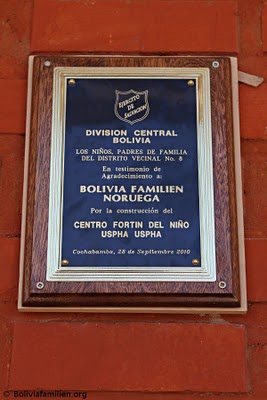 EJERCITO
DE
SALVACION
DIVISION CENTRAL
BOLIVIA
LOS NIÑOS, PADRES DE FAMILIA
DEL DISTRITO VECINAL No. 8
En testimonio de
Agradecimiento a:
BOLIVIA FAMILIEN
NORUEGA
Por la construcción del
CENTRO FORTIN DEL NIÑO
USPHA USPHA
Cochabamba, 28 de Septiembre 2010
© Boliviafamilien.org